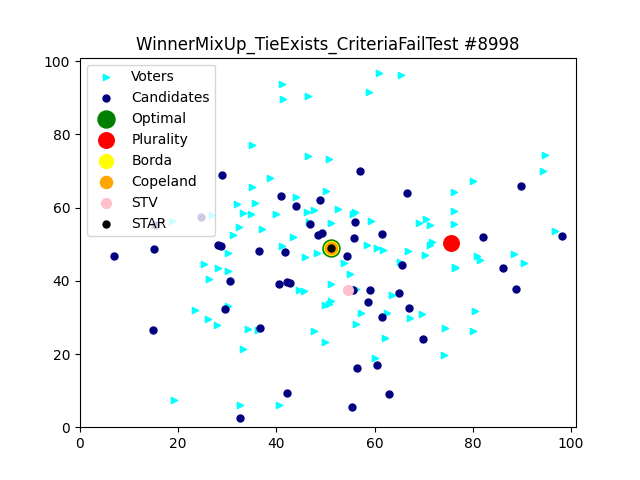 WinnerMixUp_TieExists_CriteriaFailTest #8998
100
80
60
40
20
0
0 20 40 60 80 100
Voters
Candidates
Optimal
Plurality
Borda
Copeland
STV
STAR